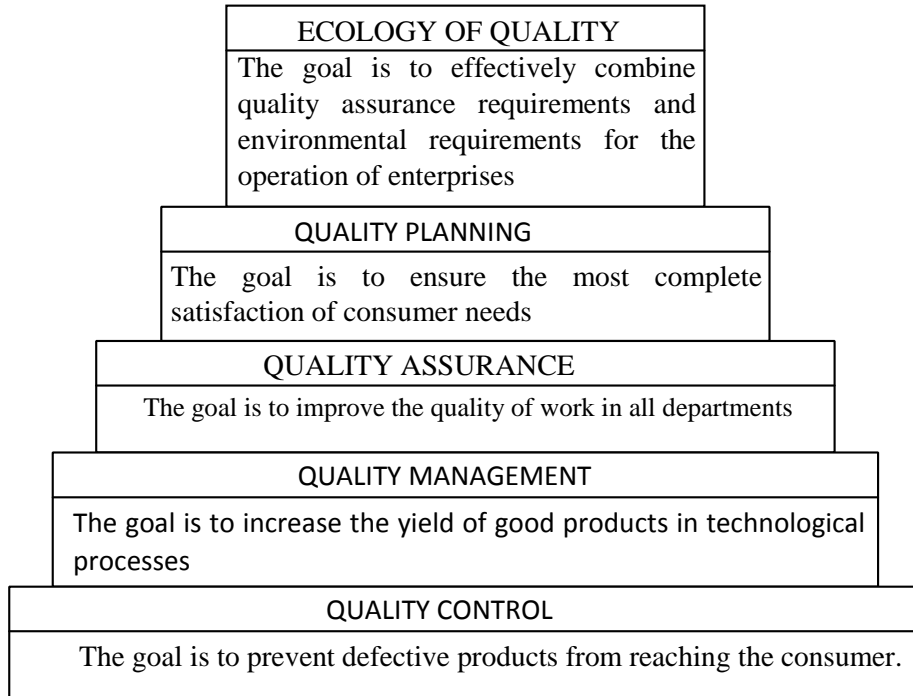 ECOLOGY OF QUALITY
The goal is to effectively combine
quality assurance requirements and
environmental requirements for the
operation of enterprises
QUALITY PLANNING
The goal is to ensure the most complete
satisfaction of consumer needs
QUALITY ASSURANCE
The goal is to improve the quality of work in all departments
QUALITY MANAGEMENT
The goal is to increase the yield of good products in technological
processes
QUALITY CONTROL
The goal is to prevent defective products from reaching the consumer.